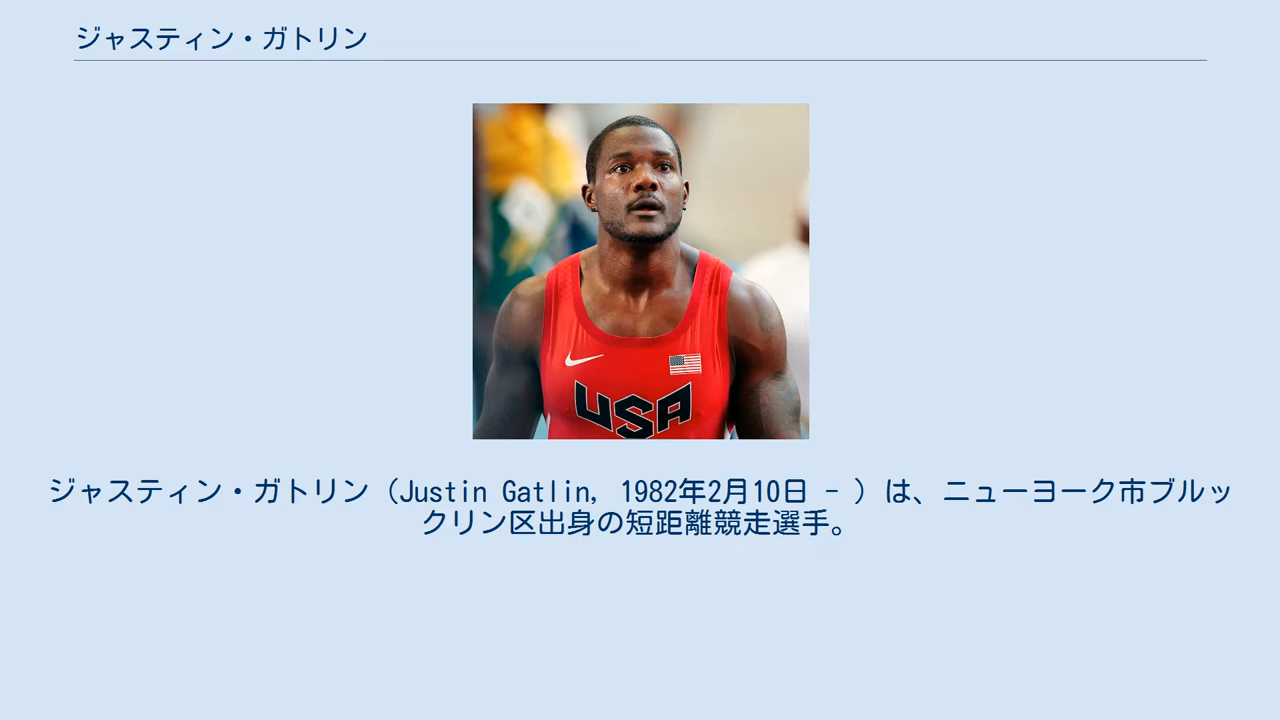 ジャスティン・ガトリン
USA
ジャスティン・ガトリン（Justin Gatlin, 1982年2月10日 - ）は、ニューヨーク市ブルッ
クリン区出身の短距離競走選手。